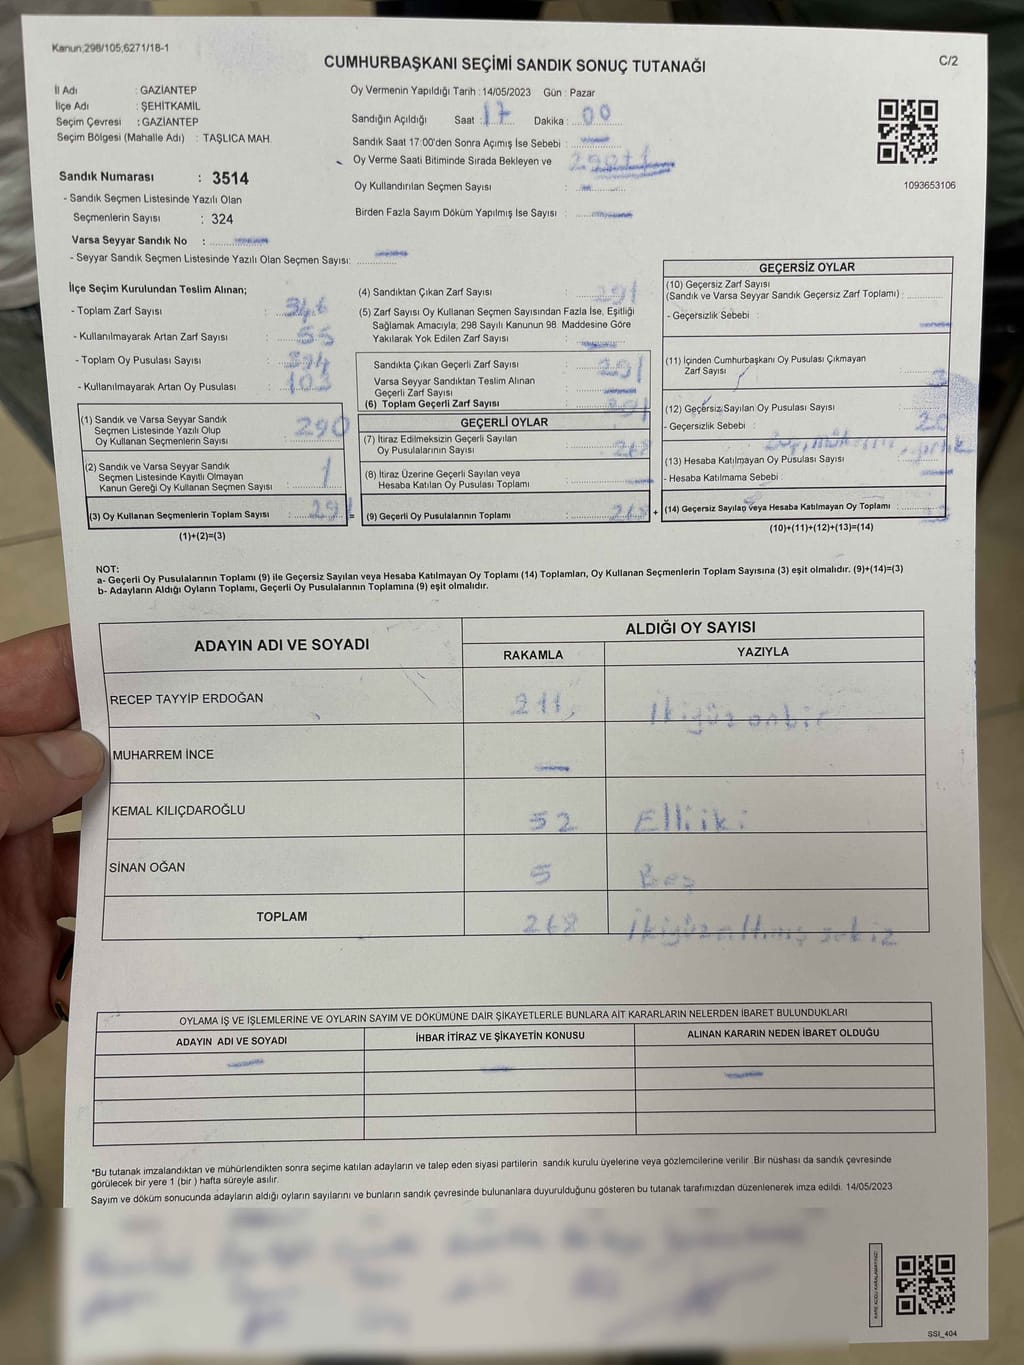 Kanun;298/105;6271/18-1
C/2
CUMHURBAŞKANI SEÇİMİ SANDIK SONUÇ TUTANAĞI
İl Adı : GAZİANTEP
İlçe Adı : ŞEHİTKAMİL
Seçim Çevresi : GAZİANTEP
Seçim Bölgesi (Mahalle Adı) : TAŞLICA MAH.
Sandık Numarası : 3514
- Sandık Seçmen Listesinde Yazılı Olan
Seçmenlerin Sayısı : 324
Varsa Seyyar Sandık No :
- Seyyar Sandık Seçmen Listesinde Yazılı Olan Seçmen Sayısı:
Oy Vermenin Yapıldığı Tarih : 14/05/2023 Gün : Pazar
Sandığın Açıldığı Saat : 17 Dakika : 00
Sandık Saat 17:00'den Sonra Açımış İse Sebebi :
Oy Verme Saati Bitiminde Sırada Bekleyen ve
Oy Kullandırılan Seçmen Sayısı :
Birden Fazla Sayım Döküm Yapılmış İse Sayısı :
1093653106
İlçe Seçim Kurulundan Teslim Alınan;
- Toplam Zarf Sayısı : 346
- Kullanılmayarak Artan Zarf Sayısı : 55
- Toplam Oy Pusulası Sayısı : 394
- Kullanılmayarak Artan Oy Pusulası : 103
(1) Sandık ve Varsa Seyyar Sandık
Seçmen Listesinde Yazılı Olup
Oy Kullanan Seçmenlerin Sayısı 290
(2) Sandık ve Varsa Seyyar Sandık
Seçmen Listesinde Kayıtlı Olmayan
Kanun Gereği Oy Kullanan Seçmen Sayısı : 1
(3) Oy Kullanan Seçmenlerin Toplam Sayısı : 291 =
(1)+(2)=(3)
(4) Sandıktan Çıkan Zarf Sayısı : 291
(5) Zarf Sayısı Oy Kullanan Seçmen Sayısından Fazla İse, Eşitliği
Sağlamak Amacıyla; 298 Sayılı Kanunun 98. Maddesine Göre
Yakılarak Yok Edilen Zarf Sayısı :
Sandıkta Çıkan Geçerli Zarf Sayısı : 291
Varsa Seyyar Sandıktan Teslim Alınan
Geçerli Zarf Sayısı :
(6) Toplam Geçerli Zarf Sayısı : 291
GEÇERLİ OYLAR
(7) İtiraz Edilmeksizin Geçerli Sayılan
Oy Pusulalarının Sayısı : 268
(8) İtiraz Üzerine Geçerli Sayılan veya
Hesaba Katılan Oy Pusulası Toplamı :
(9) Geçerli Oy Pusulalarının Toplamı : 268 +
GEÇERSİZ OYLAR
(10) Geçersiz Zarf Sayısı
(Sandık ve Varsa Seyyar Sandık Geçersiz Zarf Toplamı) :
- Geçersizlik Sebebi :
(11) İçinden Cumhurbaşkanı Oy Pusulası Çıkmayan
Zarf Sayısı : 3
(12) Geçersiz Sayılan Oy Pusulası Sayısı : 20
- Geçersizlik Sebebi :
(13) Hesaba Katılmayan Oy Pusulası Sayısı :
- Hesaba Katılmama Sebebi :
(14) Geçersiz Sayılan veya Hesaba Katılmayan Oy Toplamı :
(10)+(11)+(12)+(13)=(14)
NOT:
a- Geçerli Oy Pusulalarının Toplamı (9) ile Geçersiz Sayılan veya Hesaba Katılmayan Oy Toplamı (14) Toplamları, Oy Kullanan Seçmenlerin Toplam Sayısına (3) eşit olmalıdır. (9)+(14)=(3)
b- Adayların Aldığı Oyların Toplamı, Geçerli Oy Pusulalarının Toplamına (9) eşit olmalıdır.
ADAYIN ADI VE SOYADI
ALDIĞI OY SAYISI
RAKAMLA YAZIYLA
RECEP TAYYİP ERDOĞAN 211 İkiyüz onbir
MUHARREM İNCE
KEMAL KILIÇDAROĞLU 52 Elliiki
SİNAN OĞAN 5 Beş
TOPLAM 268 İkiyüzaltmış sekiz
OYLAMA İŞ VE İŞLEMLERİNE VE OYLARIN SAYIM VE DÖKÜMÜNE DAİR ŞİKAYETLERLE BUNLARA AİT KARARLARIN NELERDEN İBARET BULUNDUKLARI
ADAYIN ADI VE SOYADI İHBAR İTİRAZ VE ŞİKAYETİN KONUSU ALINAN KARARIN NEDEN İBARET OLDUĞU
*Bu tutanak imzalandıktan ve mühürlendikten sonra seçime katılan adayların ve talep eden siyasi partilerin sandık kurulu üyelerine veya gözlemcilerine verilir. Bir nüshası da sandık çevresinde
görülecek bir yere 1 (bir ) hafta süreyle asılır.
Sayım ve döküm sonucunda adayların aldığı oyların sayılarını ve bunların sandık çevresinde bulunanlara duyurulduğunu gösteren bu tutanak tarafımızdan düzenlenerek imza edildi. 14/05/2023
KARE KODU KARALAMAYINIZ!
SSI_404